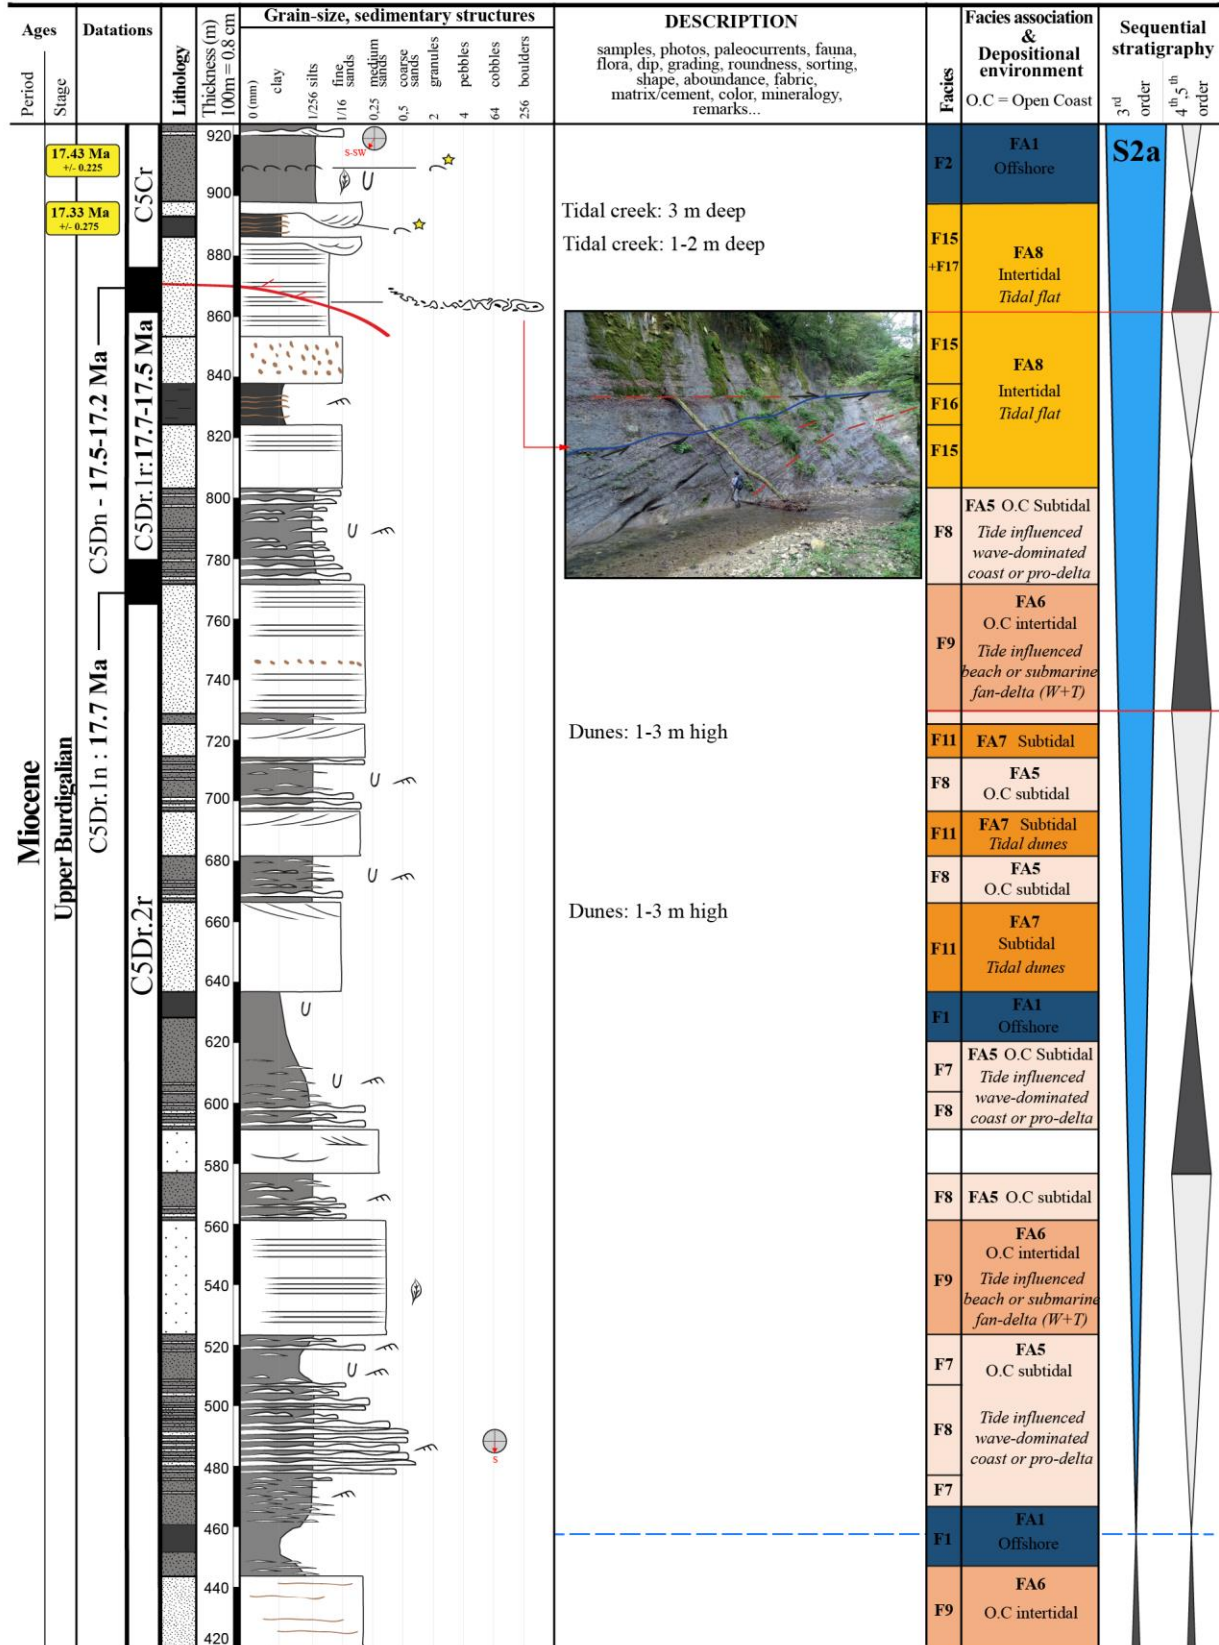 Ages
Datations
Period
Stage
Lithology
Thickness (m)
100m = 0.8 cm
Grain-size, sedimentary structures
0 (mm)
clay
1/256 silts
1/16 fine sands
0,25 medium sands
0,5 coarse sands
2 granules
4 pebbles
64 cobbles
256 boulders
DESCRIPTION
samples, photos, paleocurrents, fauna,
flora, dip, grading, roundness, sorting,
shape, aboundance, fabric,
matrix/cement, color, mineralogy,
remarks...
Facies
Facies association
&
Depositional
environment
O.C = Open Coast
Sequential
stratigraphy
3rd order
4th,5th order
Miocene
Upper Burdigalian
17.43 Ma
+/- 0.225
17.33 Ma
+/- 0.275
C5Dn - 17.5-17.2 Ma
C5Dr.1n : 17.7 Ma
C5Cr
C5Dr.1r:17.7-17.5 Ma
C5Dr.2r
920
900
880
860
840
820
800
780
760
740
720
700
680
660
640
620
600
580
560
540
520
500
480
460
440
420
S-SW
S
Tidal creek: 3 m deep
Tidal creek: 1-2 m deep
Dunes: 1-3 m high
Dunes: 1-3 m high
F2
FA1
Offshore
F15
+F17
FA8
Intertidal
Tidal flat
F15
F16
F15
FA8
Intertidal
Tidal flat
F8
FA5 O.C Subtidal
Tide influenced
wave-dominated
coast or pro-delta
F9
FA6
O.C intertidal
Tide influenced
beach or submarine
fan-delta (W+T)
F11
FA7 Subtidal
F8
FA5
O.C subtidal
F11
FA7 Subtidal
Tidal dunes
F8
FA5
O.C subtidal
F11
FA7
Subtidal
Tidal dunes
F1
FA1
Offshore
F7
F8
FA5 O.C Subtidal
Tide influenced
wave-dominated
coast or pro-delta
F8
FA5 O.C subtidal
F9
FA6
O.C intertidal
Tide influenced
beach or submarine
fan-delta (W+T)
F7
F8
F7
FA5
O.C subtidal
Tide influenced
wave-dominated
coast or pro-delta
F1
FA1
Offshore
F9
FA6
O.C intertidal
S2a